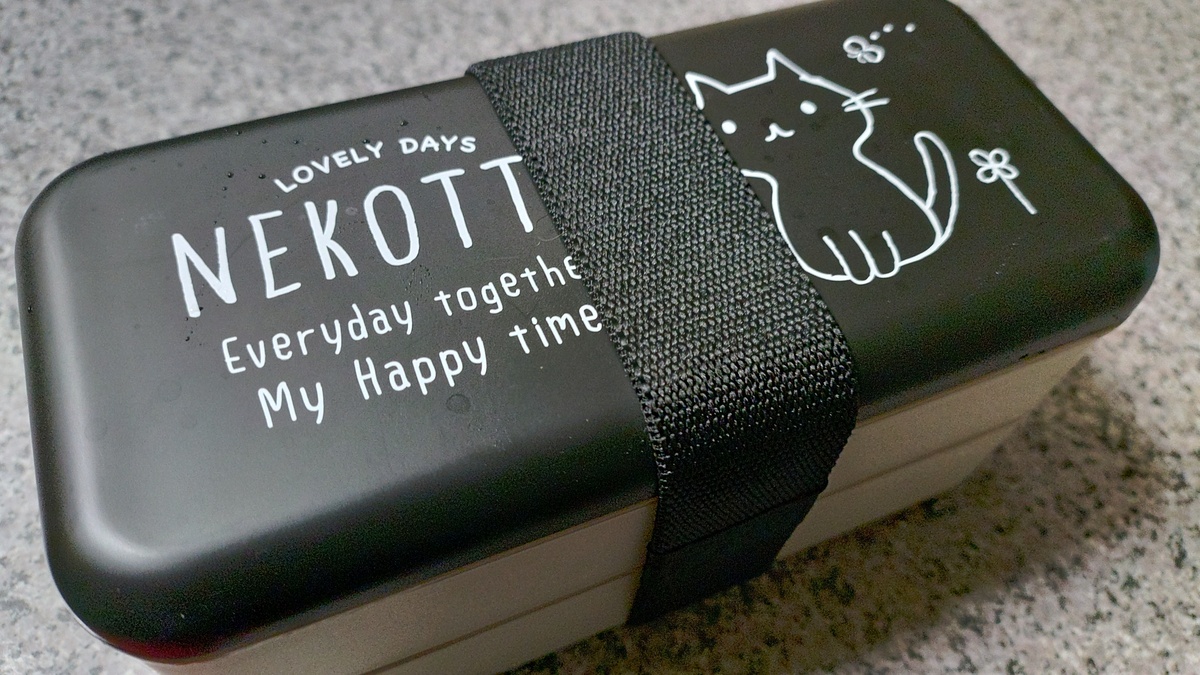 LOVELY DAYS
NEKOTT
Everyday togethe
My Happy time